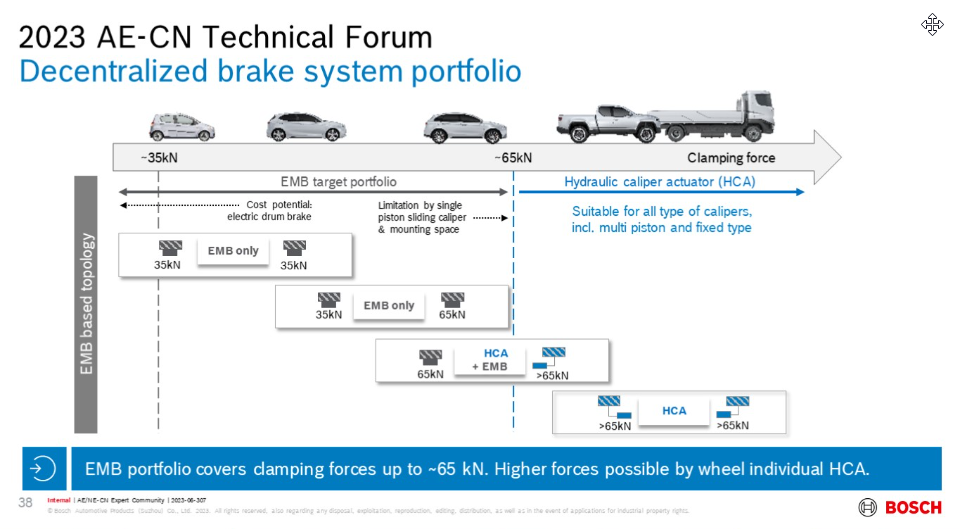 2023 AE-CN Technical Forum
Decentralized brake system portfolio
~35kN
~65kN
Clamping force
EMB target portfolio
Hydraulic caliper actuator (HCA)
Cost potential:
electric drum brake
Limitation by single
piston sliding caliper
& mounting space
Suitable for all type of calipers,
incl. multi piston and fixed type
EMB based topology
EMB only
35kN
35kN
EMB only
35kN
65kN
HCA
+ EMB
65kN
>65kN
HCA
>65kN
>65kN
EMB portfolio covers clamping forces up to ~65 kN. Higher forces possible by wheel individual HCA.
38
Internal | AE/NE-CN Expert Community | 2023-06-307
© Bosch Automotive Products (Suzhou) Co., Ltd. 2023. All rights reserved, also regarding any disposal, exploitation, reproduction, editing, distribution, as well as in the event of applications for industrial property rights.
BOSCH